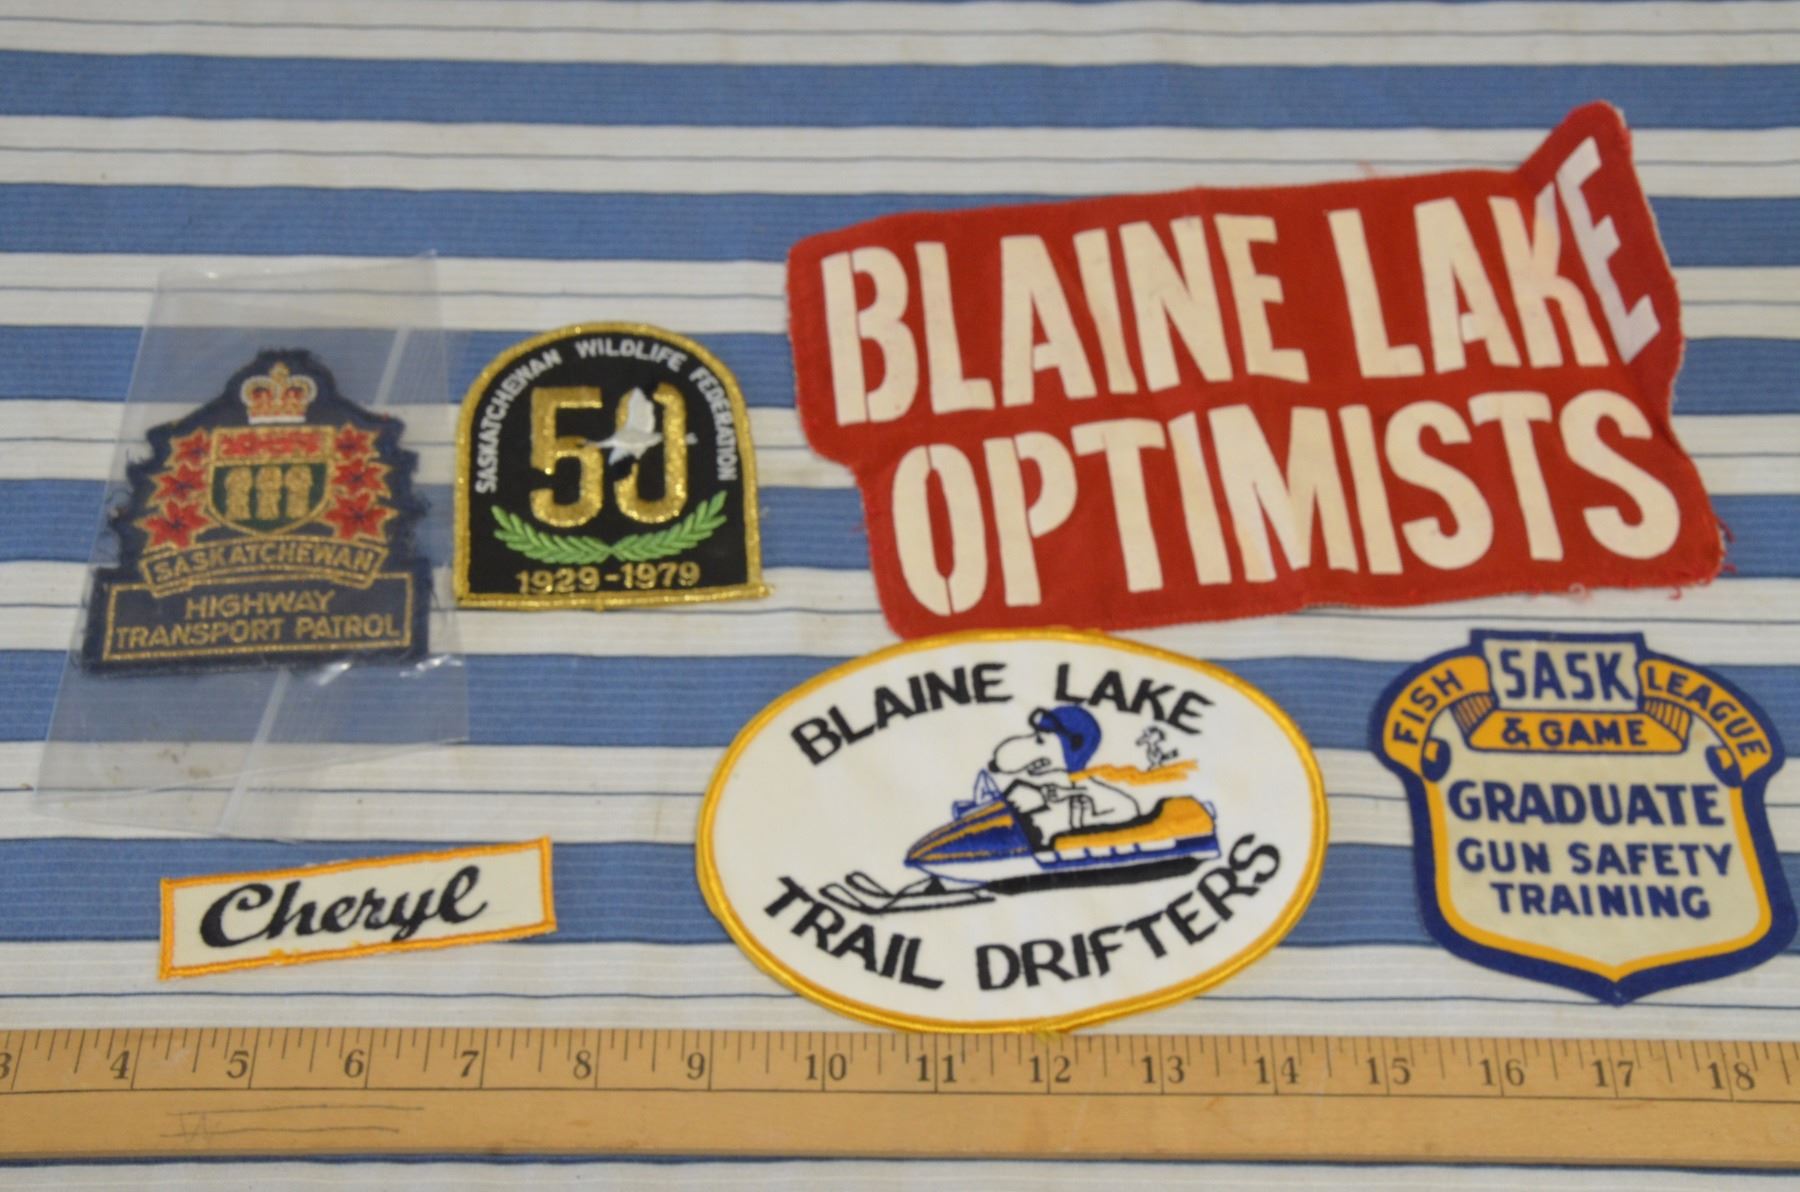 SASKATCHEWAN
HIGHWAY
TRANSPORT PATROL
SASKATCHEWAN WILDLIFE FEDERATION
50
1929-1979
BLAINE LAKE
OPTIMISTS
Cheryl
BLAINE LAKE
TRAIL DRIFTERS
SASK
FISH & GAME LEAGUE
GRADUATE
GUN SAFETY
TRAINING
3 4 5 6 7 8 9 10 11 12 13 14 15 16 17 18